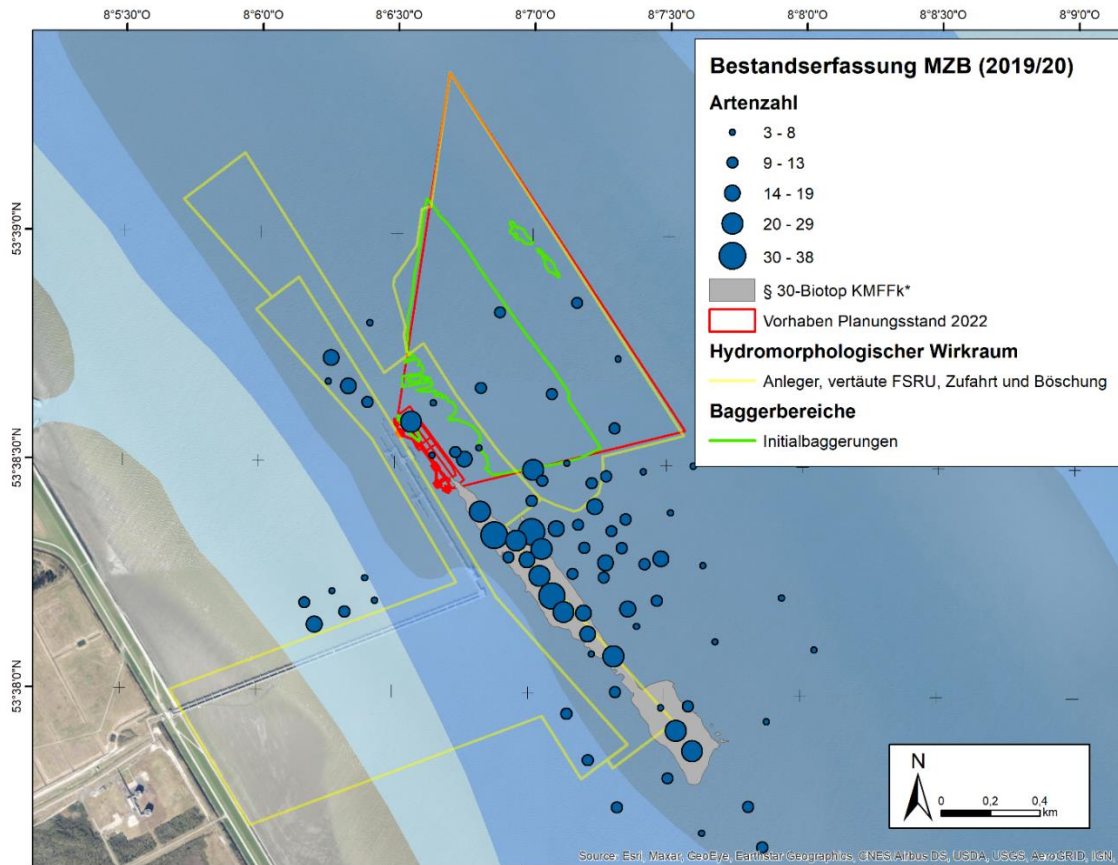 8°5'30"O 8°6'0"O 8°6'30"O 8°7'0"O 8°7'30"O 8°8'0"O 8°8'30"O 8°9'0"O
53°39'0"N
53°38'30"N
53°38'0"N
Bestandserfassung MZB (2019/20)
Artenzahl
3 - 8
9 - 13
14 - 19
20 - 29
30 - 38
§ 30-Biotop KMFFk*
Vorhaben Planungsstand 2022
Hydromorphologischer Wirkraum
Anleger, vertäute FSRU, Zufahrt und Böschung
Baggerbereiche
Initialbaggerungen
N
0 0,2 0,4
km
Source: Esri, Maxar, GeoEye, Earthstar Geographics, CNES/Airbus DS, USDA, USGS, AeroGRID, IGN